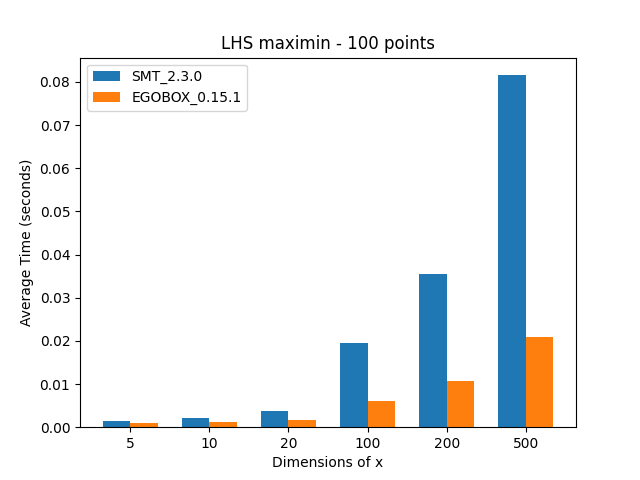 LHS maximin - 100 points
SMT_2.3.0
EGOBOX_0.15.1
Average Time (seconds)
0.08
0.07
0.06
0.05
0.04
0.03
0.02
0.01
0.00
5 10 20 100 200 500
Dimensions of x